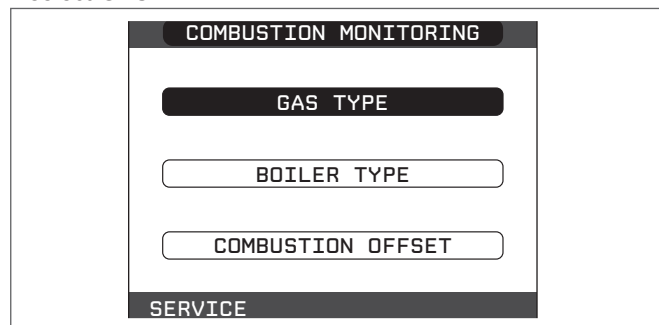 COMBUSTION MONITORING
GAS TYPE
BOILER TYPE
COMBUSTION OFFSET
SERVICE